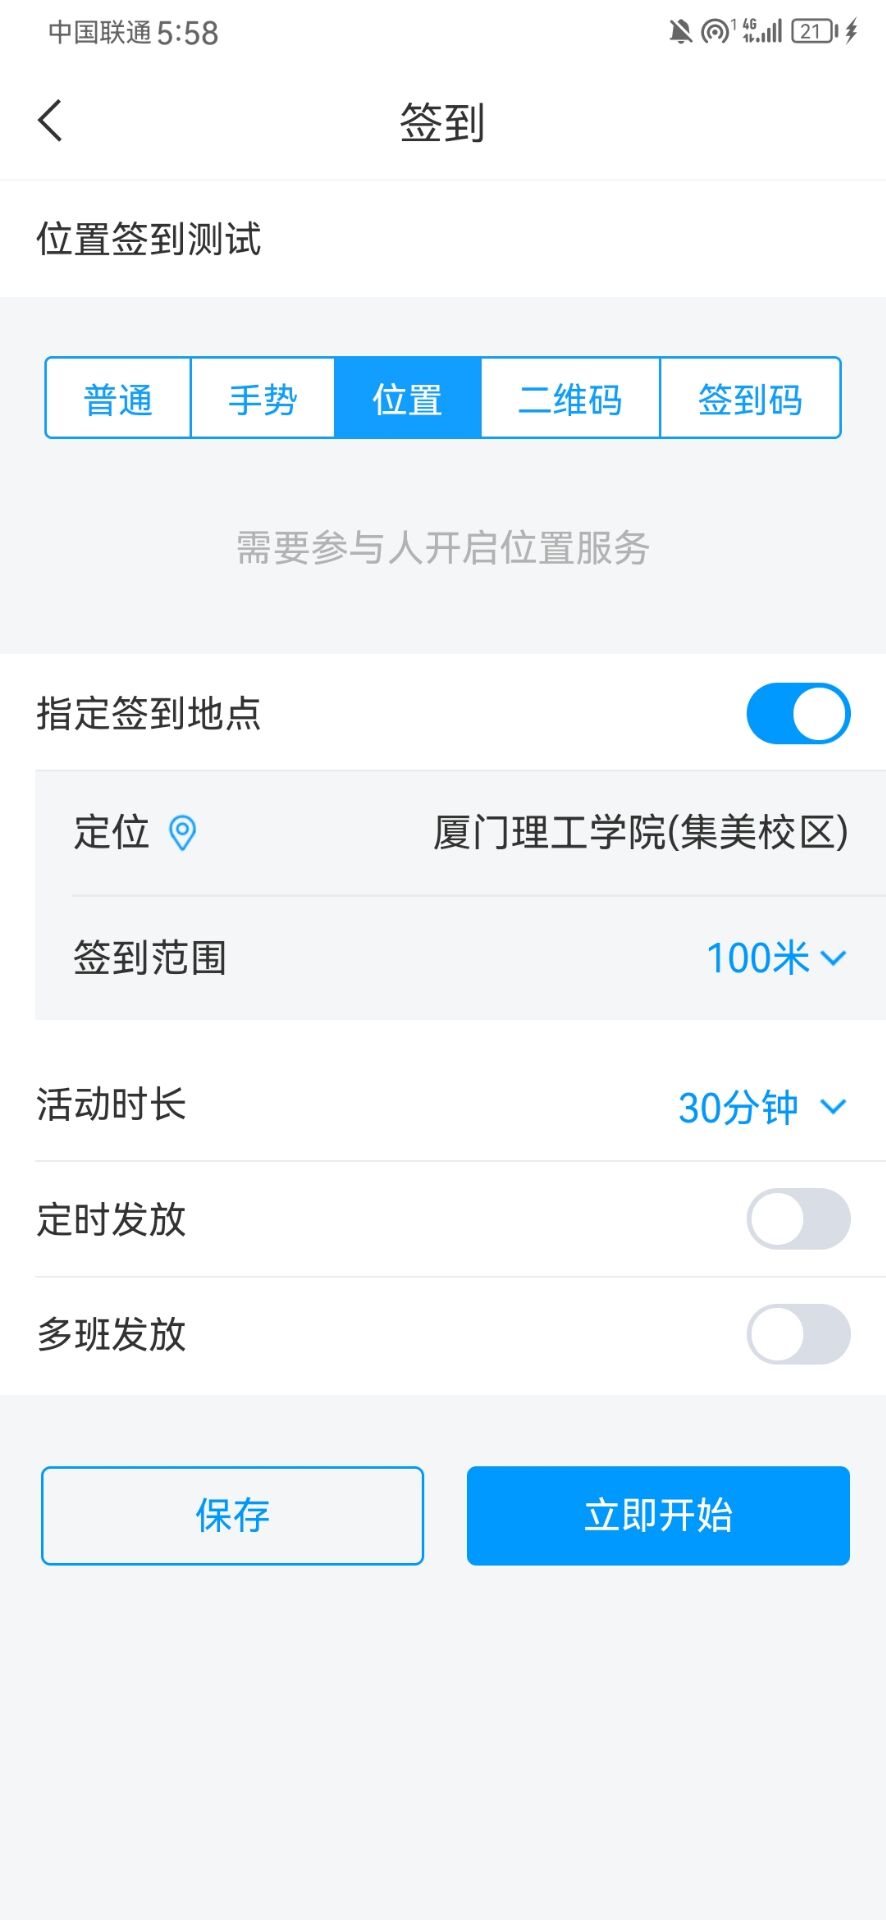 中国联通 5:58 1 4G 21
签到
位置签到测试
普通 手势 位置 二维码 签到码
需要参与人开启位置服务
指定签到地点
定位 厦门理工学院(集美校区)
签到范围 100米
活动时长 30分钟
定时发放
多班发放
保存 立即开始